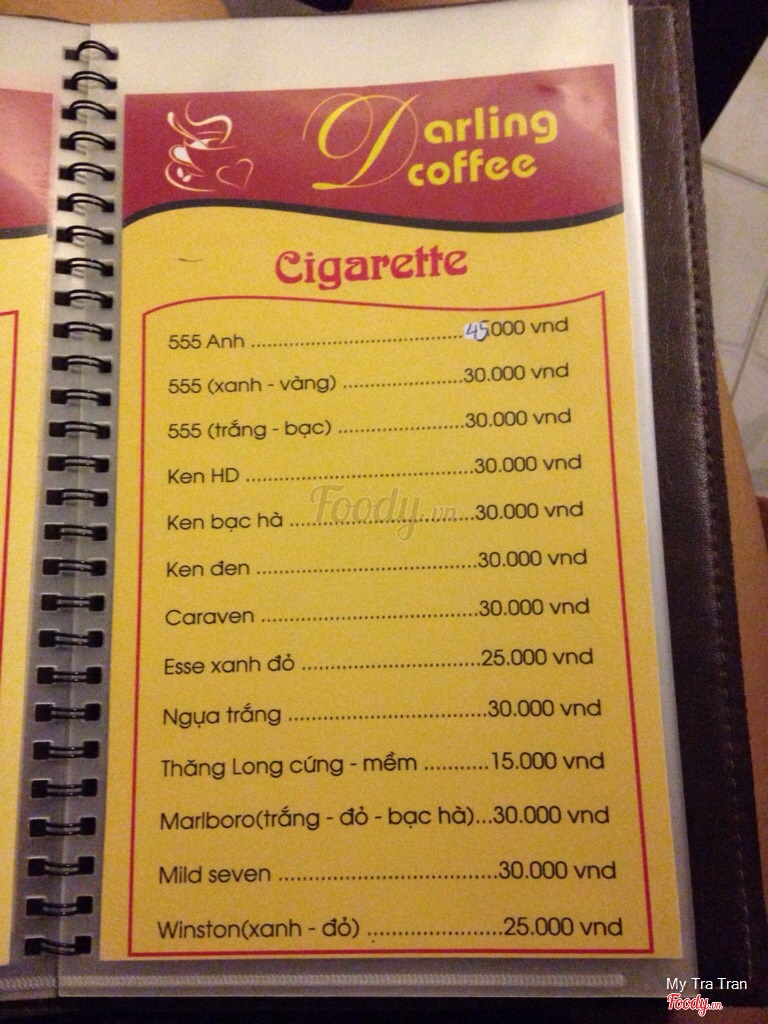 Darling
coffee
Cigarette
555 Anh ........................................45.000 vnd
555 (xanh - vàng) ......................30.000 vnd
555 (trắng - bạc) .......................30.000 vnd
Ken HD ..........................................30.000 vnd
Ken bạc hà ..................................30.000 vnd
Ken đen ........................................30.000 vnd
Caraven ........................................30.000 vnd
Esse xanh đỏ .................................25.000 vnd
Ngựa trắng ....................................30.000 vnd
Thăng Long cứng - mềm ...........15.000 vnd
Marlboro(trắng - đỏ - bạc hà)...30.000 vnd
Mild seven .......................................30.000 vnd
Winston(xanh - đỏ) ........................25.000 vnd
Foody.vn
My Tra Tran
Foody.vn